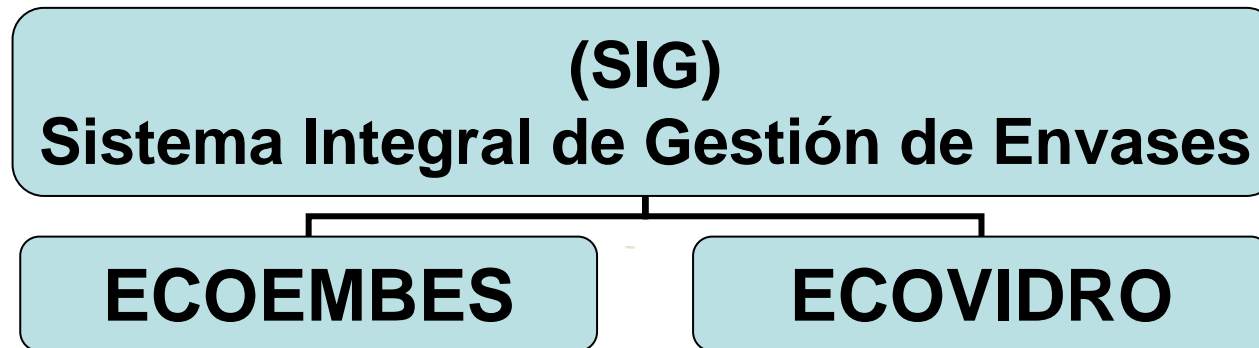 (SIG)
Sistema Integral de Gestión de Envases
ECOEMBES
ECOVIDRO